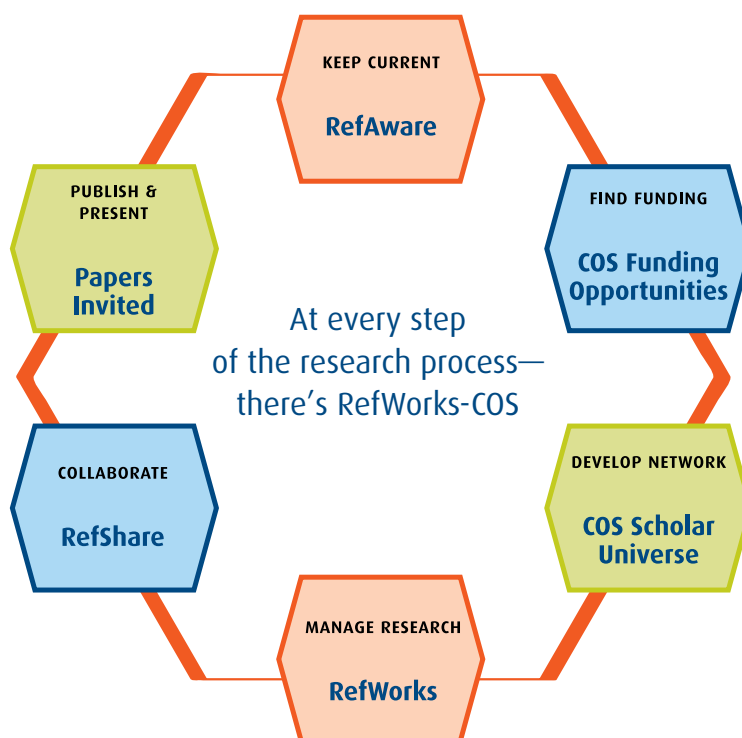 KEEP CURRENT
RefAware
FIND FUNDING
COS Funding
Opportunities
DEVELOP NETWORK
COS Scholar
Universe
MANAGE RESEARCH
RefWorks
COLLABORATE
RefShare
PUBLISH &
PRESENT
Papers
Invited
At every step
of the research process—
there's RefWorks-COS